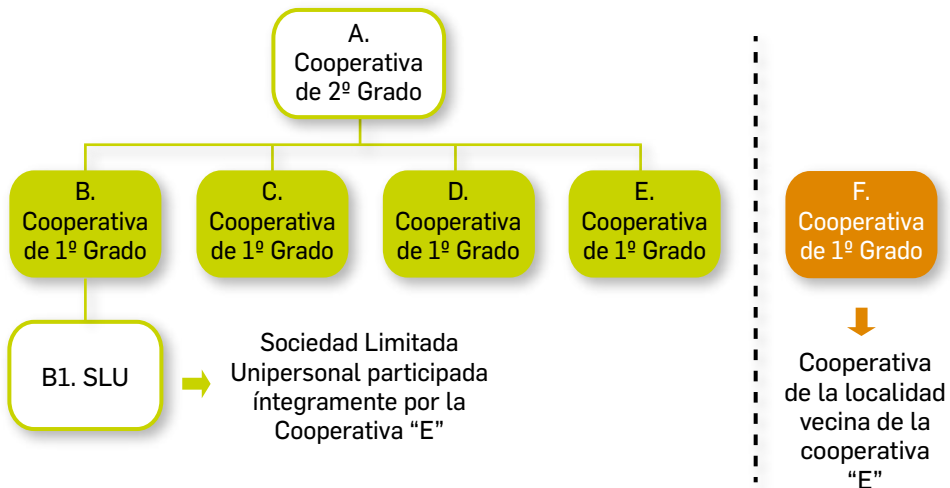 A.
Cooperativa
de 2º Grado
B.
Cooperativa
de 1º Grado
C.
Cooperativa
de 1º Grado
D.
Cooperativa
de 1º Grado
E.
Cooperativa
de 1º Grado
F.
Cooperativa
de 1º Grado
B1. SLU
Sociedad Limitada
Unipersonal participada
íntegramente por la
Cooperativa “E”
Cooperativa
de la localidad
vecina de la
cooperativa
“E”